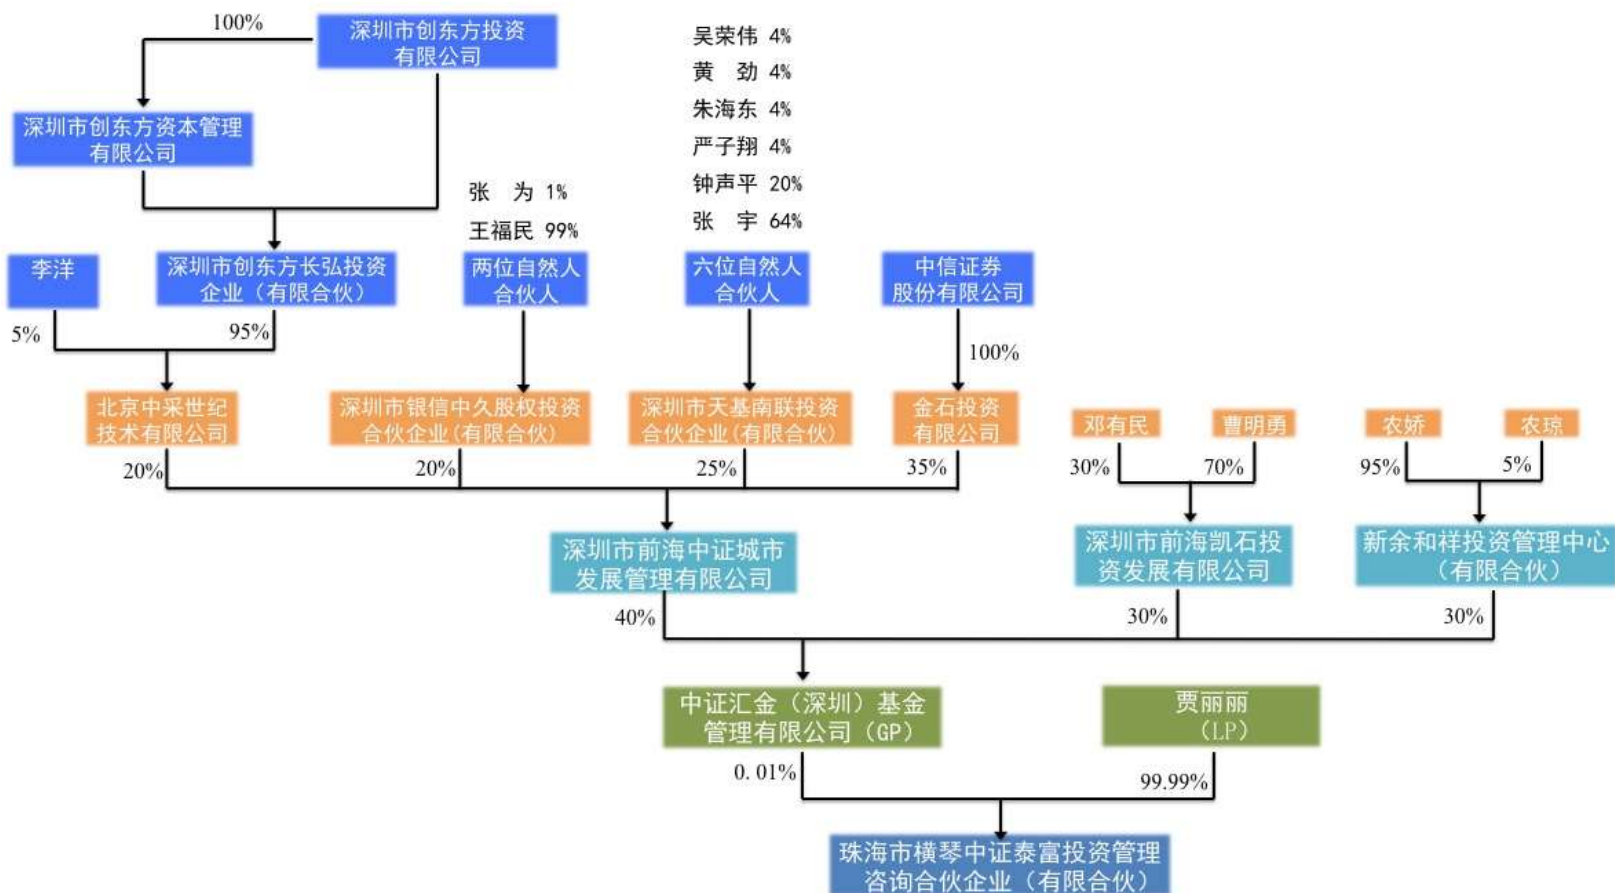 100%
深圳市创东方投资
有限公司
吴荣伟 4%
黄 劲 4%
朱海东 4%
严子翔 4%
钟声平 20%
张 宇 64%
深圳市创东方资本管理
有限公司
张 为 1%
王福民 99%
李洋
深圳市创东方长弘投资
企业（有限合伙）
两位自然人
合伙人
六位自然人
合伙人
中信证券
股份有限公司
5%
95%
100%
北京中采世纪
技术有限公司
深圳市银信中久股权投资
合伙企业(有限合伙)
深圳市天基南联投资
合伙企业(有限合伙)
金石投资
有限公司
邓有民
曹明勇
农娇
农琼
20%
20%
25%
35%
30%
70%
95%
5%
深圳市前海中证城市
发展管理有限公司
深圳市前海凯石投
资发展有限公司
新余和祥投资管理中心
（有限合伙）
40%
30%
30%
中证汇金（深圳）基金
管理有限公司（GP）
贾丽丽
（LP）
0.01%
99.99%
珠海市横琴中证泰富投资管理
咨询合伙企业（有限合伙）